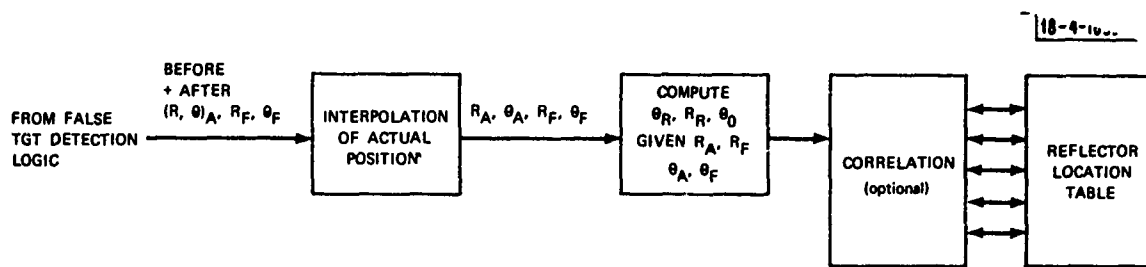 BEFORE
+ AFTER
(R, θ)A, RF, θF
FROM FALSE
TGT DETECTION
LOGIC
INTERPOLATION
OF ACTUAL
POSITION*
RA, θA, RF, θF
COMPUTE
θR, RR, θO
GIVEN RA, RF
θA, θF
CORRELATION
(optional)
REFLECTOR
LOCATION
TABLE
18-4-